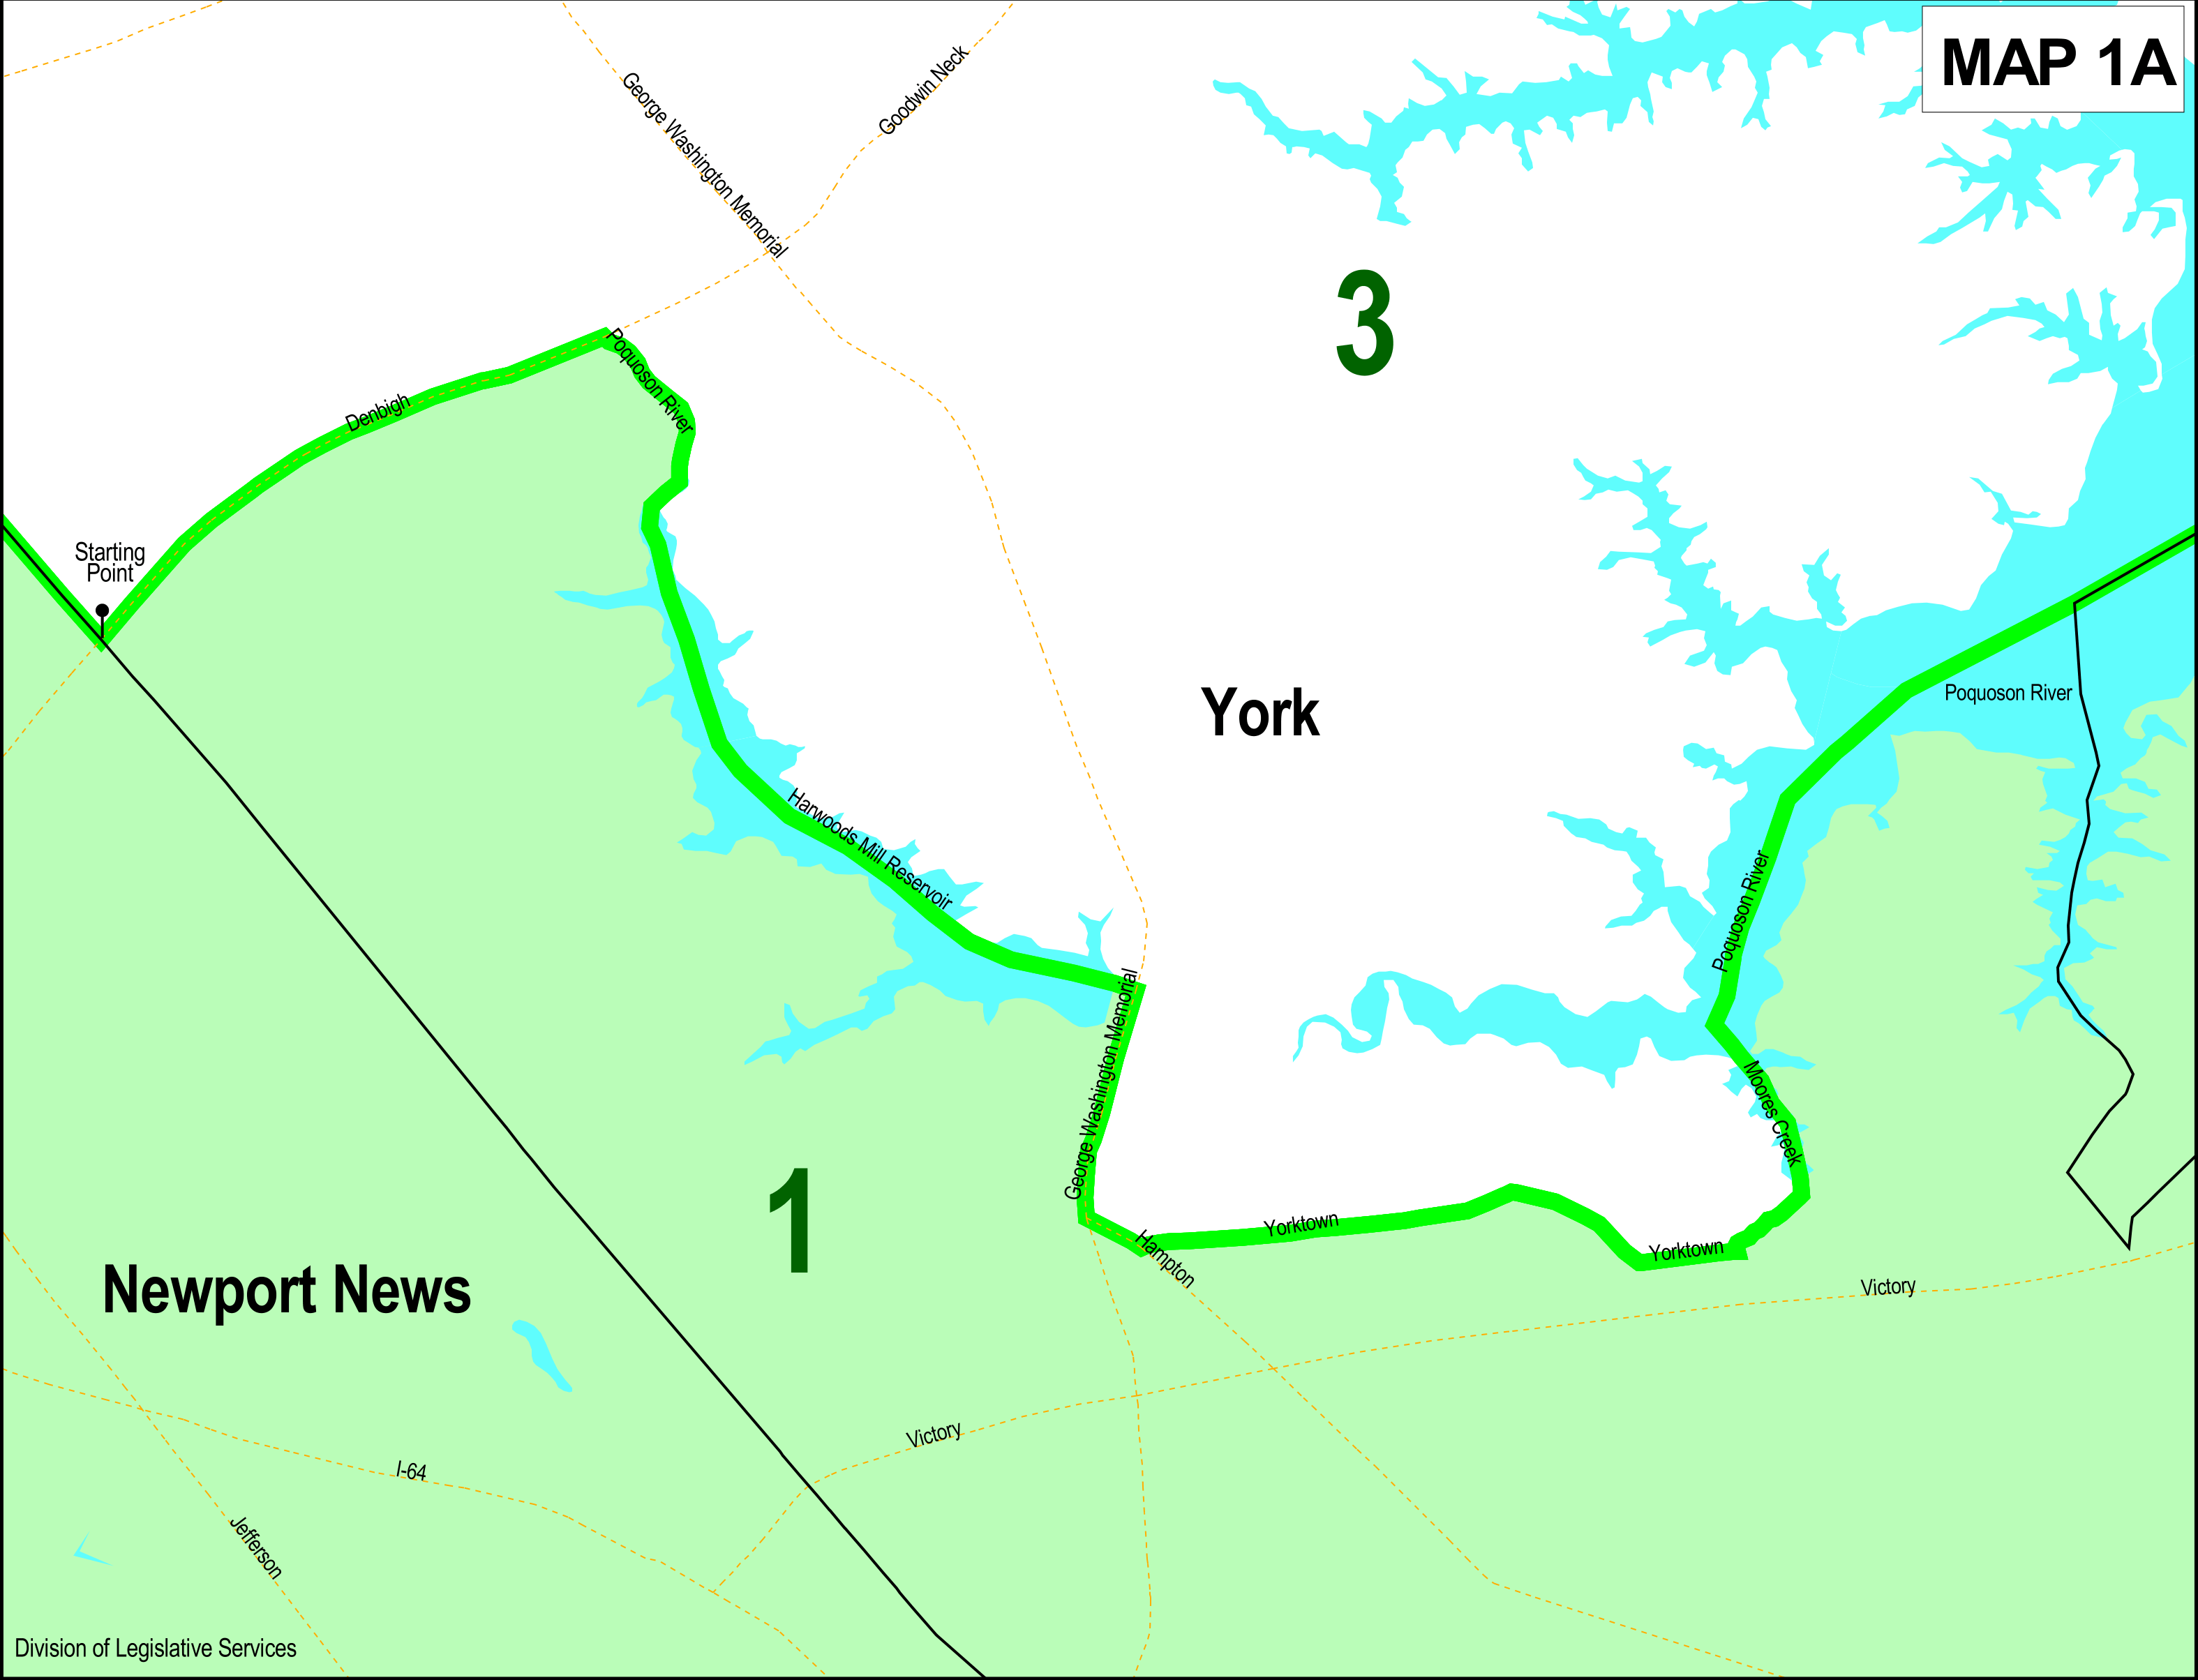 MAP 1A
George Washington Memorial
Goodwin Neck
3
Poquoson River
Denbigh
Starting
Point
York
Poquoson River
Harwoods Mill Reservoir
Poquoson River
George Washington Memorial
Moores Creek
1
Yorktown
Hampton
Yorktown
Newport News
Victory
Victory
I-64
Jefferson
Division of Legislative Services